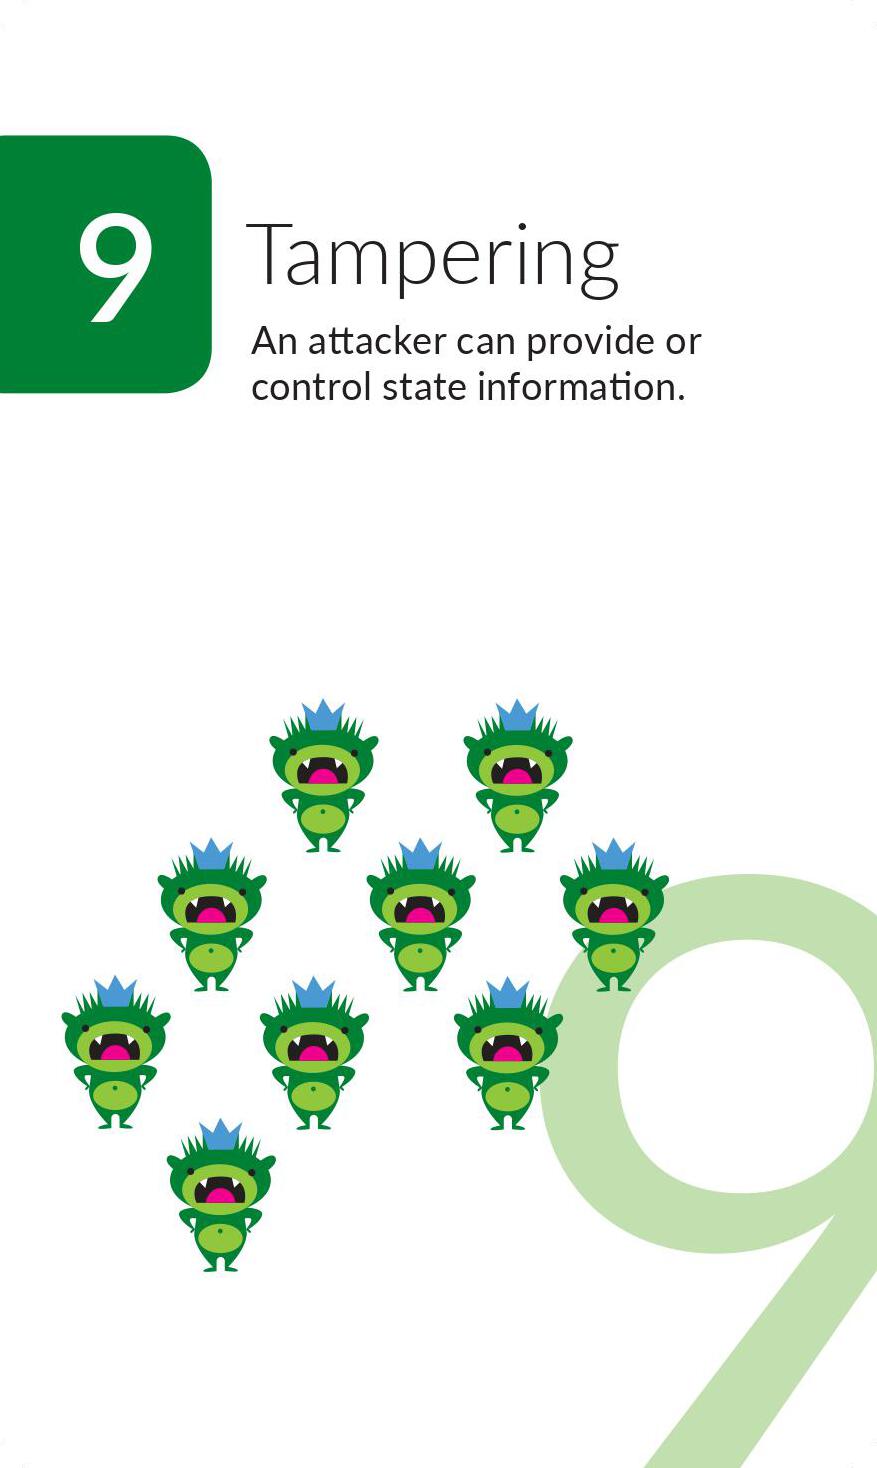 9
Tampering
An attacker can provide or
control state information.
9